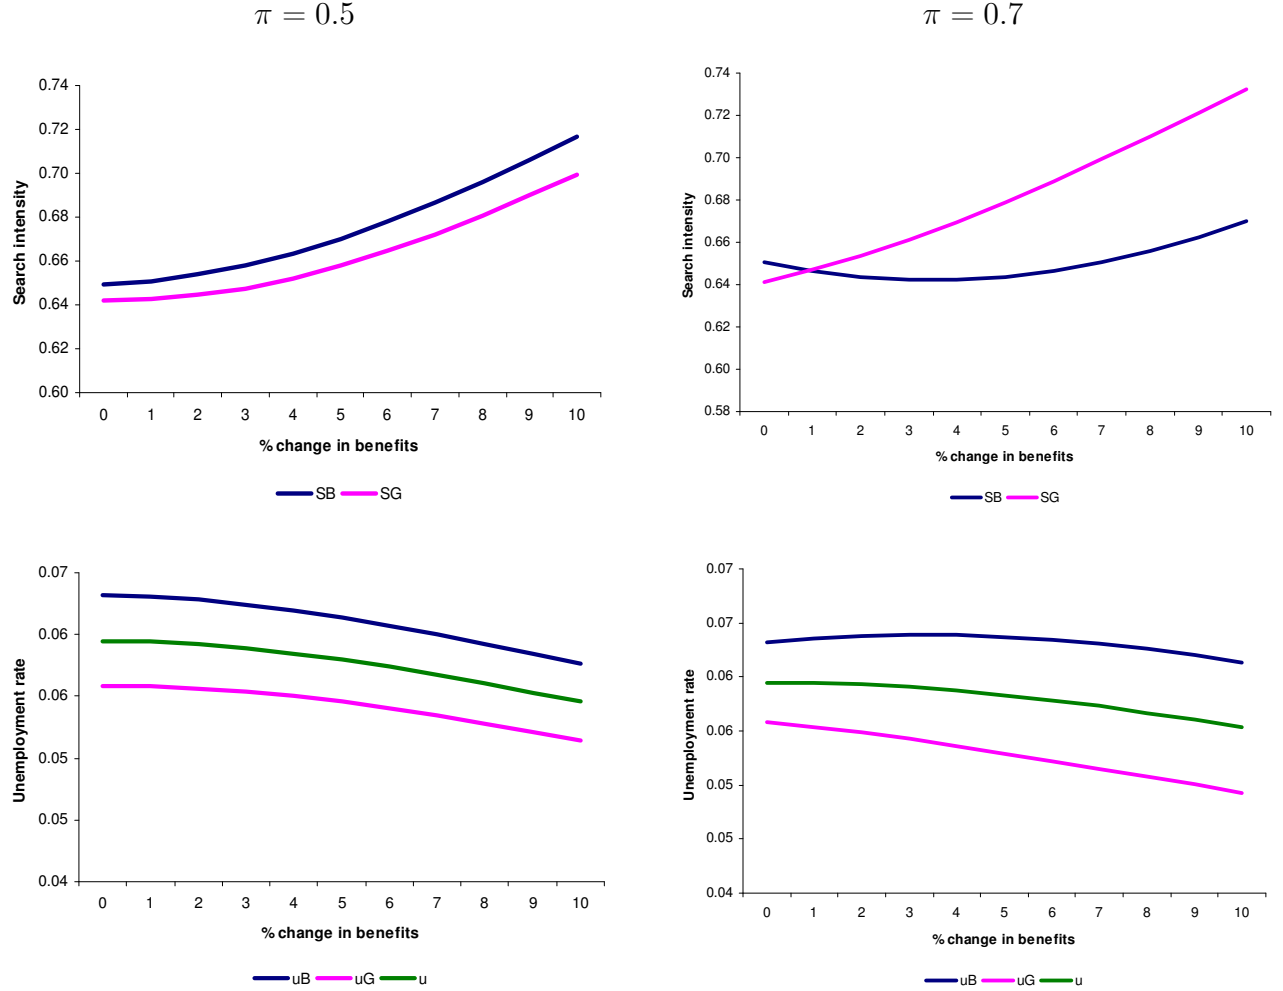 π = 0.5
π = 0.7
Search intensity
0.74
0.72
0.70
0.68
0.66
0.64
0.62
0.60
0 1 2 3 4 5 6 7 8 9 10
% change in benefits
SB SG
Search intensity
0.74
0.72
0.70
0.68
0.66
0.64
0.62
0.60
0.58
0 1 2 3 4 5 6 7 8 9 10
% change in benefits
SB SG
Unemployment rate
0.07
0.06
0.06
0.05
0.05
0.04
0 1 2 3 4 5 6 7 8 9 10
% change in benefits
uB uG u
Unemployment rate
0.07
0.07
0.06
0.06
0.05
0.05
0.04
0 1 2 3 4 5 6 7 8 9 10
% change in benefits
uB uG u